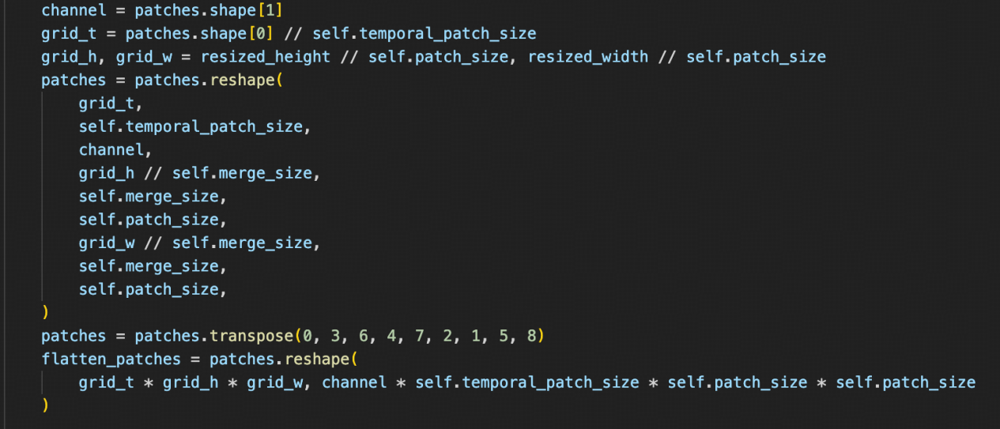 channel = patches.shape[1]
grid_t = patches.shape[0] // self.temporal_patch_size
grid_h, grid_w = resized_height // self.patch_size, resized_width // self.patch_size
patches = patches.reshape(
    grid_t,
    self.temporal_patch_size,
    channel,
    grid_h // self.merge_size,
    self.merge_size,
    self.patch_size,
    grid_w // self.merge_size,
    self.merge_size,
    self.patch_size,
)
patches = patches.transpose(0, 3, 6, 4, 7, 2, 1, 5, 8)
flatten_patches = patches.reshape(
    grid_t * grid_h * grid_w, channel * self.temporal_patch_size * self.patch_size * self.patch_size
)